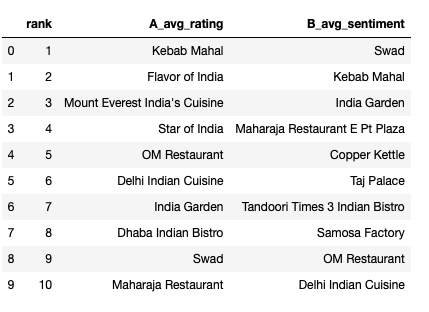 rank A_avg_rating B_avg_sentiment
0 1 Kebab Mahal Swad
1 2 Flavor of India Kebab Mahal
2 3 Mount Everest India's Cuisine India Garden
3 4 Star of India Maharaja Restaurant E Pt Plaza
4 5 OM Restaurant Copper Kettle
5 6 Delhi Indian Cuisine Taj Palace
6 7 India Garden Tandoori Times 3 Indian Bistro
7 8 Dhaba Indian Bistro Samosa Factory
8 9 Swad OM Restaurant
9 10 Maharaja Restaurant Delhi Indian Cuisine